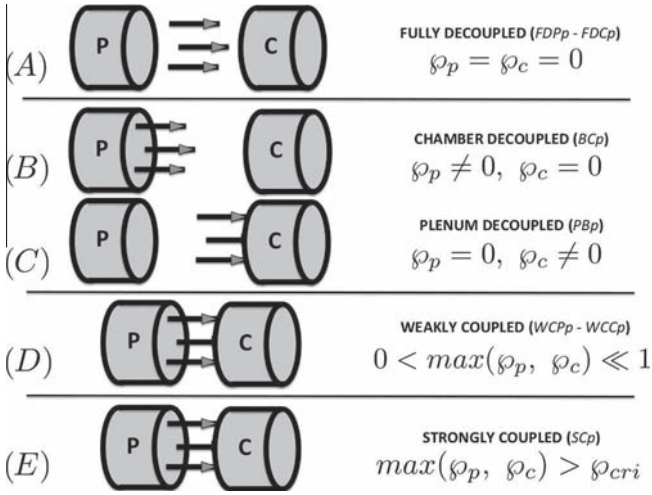 P C
FULLY DECOUPLED (FDPp - FDCp)
(A) ℘p = ℘c = 0
P C
CHAMBER DECOUPLED (BCp)
(B) ℘p ≠ 0, ℘c = 0
P C
PLENUM DECOUPLED (PBp)
(C) ℘p = 0, ℘c ≠ 0
P C
WEAKLY COUPLED (WCPp - WCCp)
(D) 0 < max(℘p, ℘c) ≪ 1
P C
STRONGLY COUPLED (SCp)
(E) max(℘p, ℘c) > ℘cri